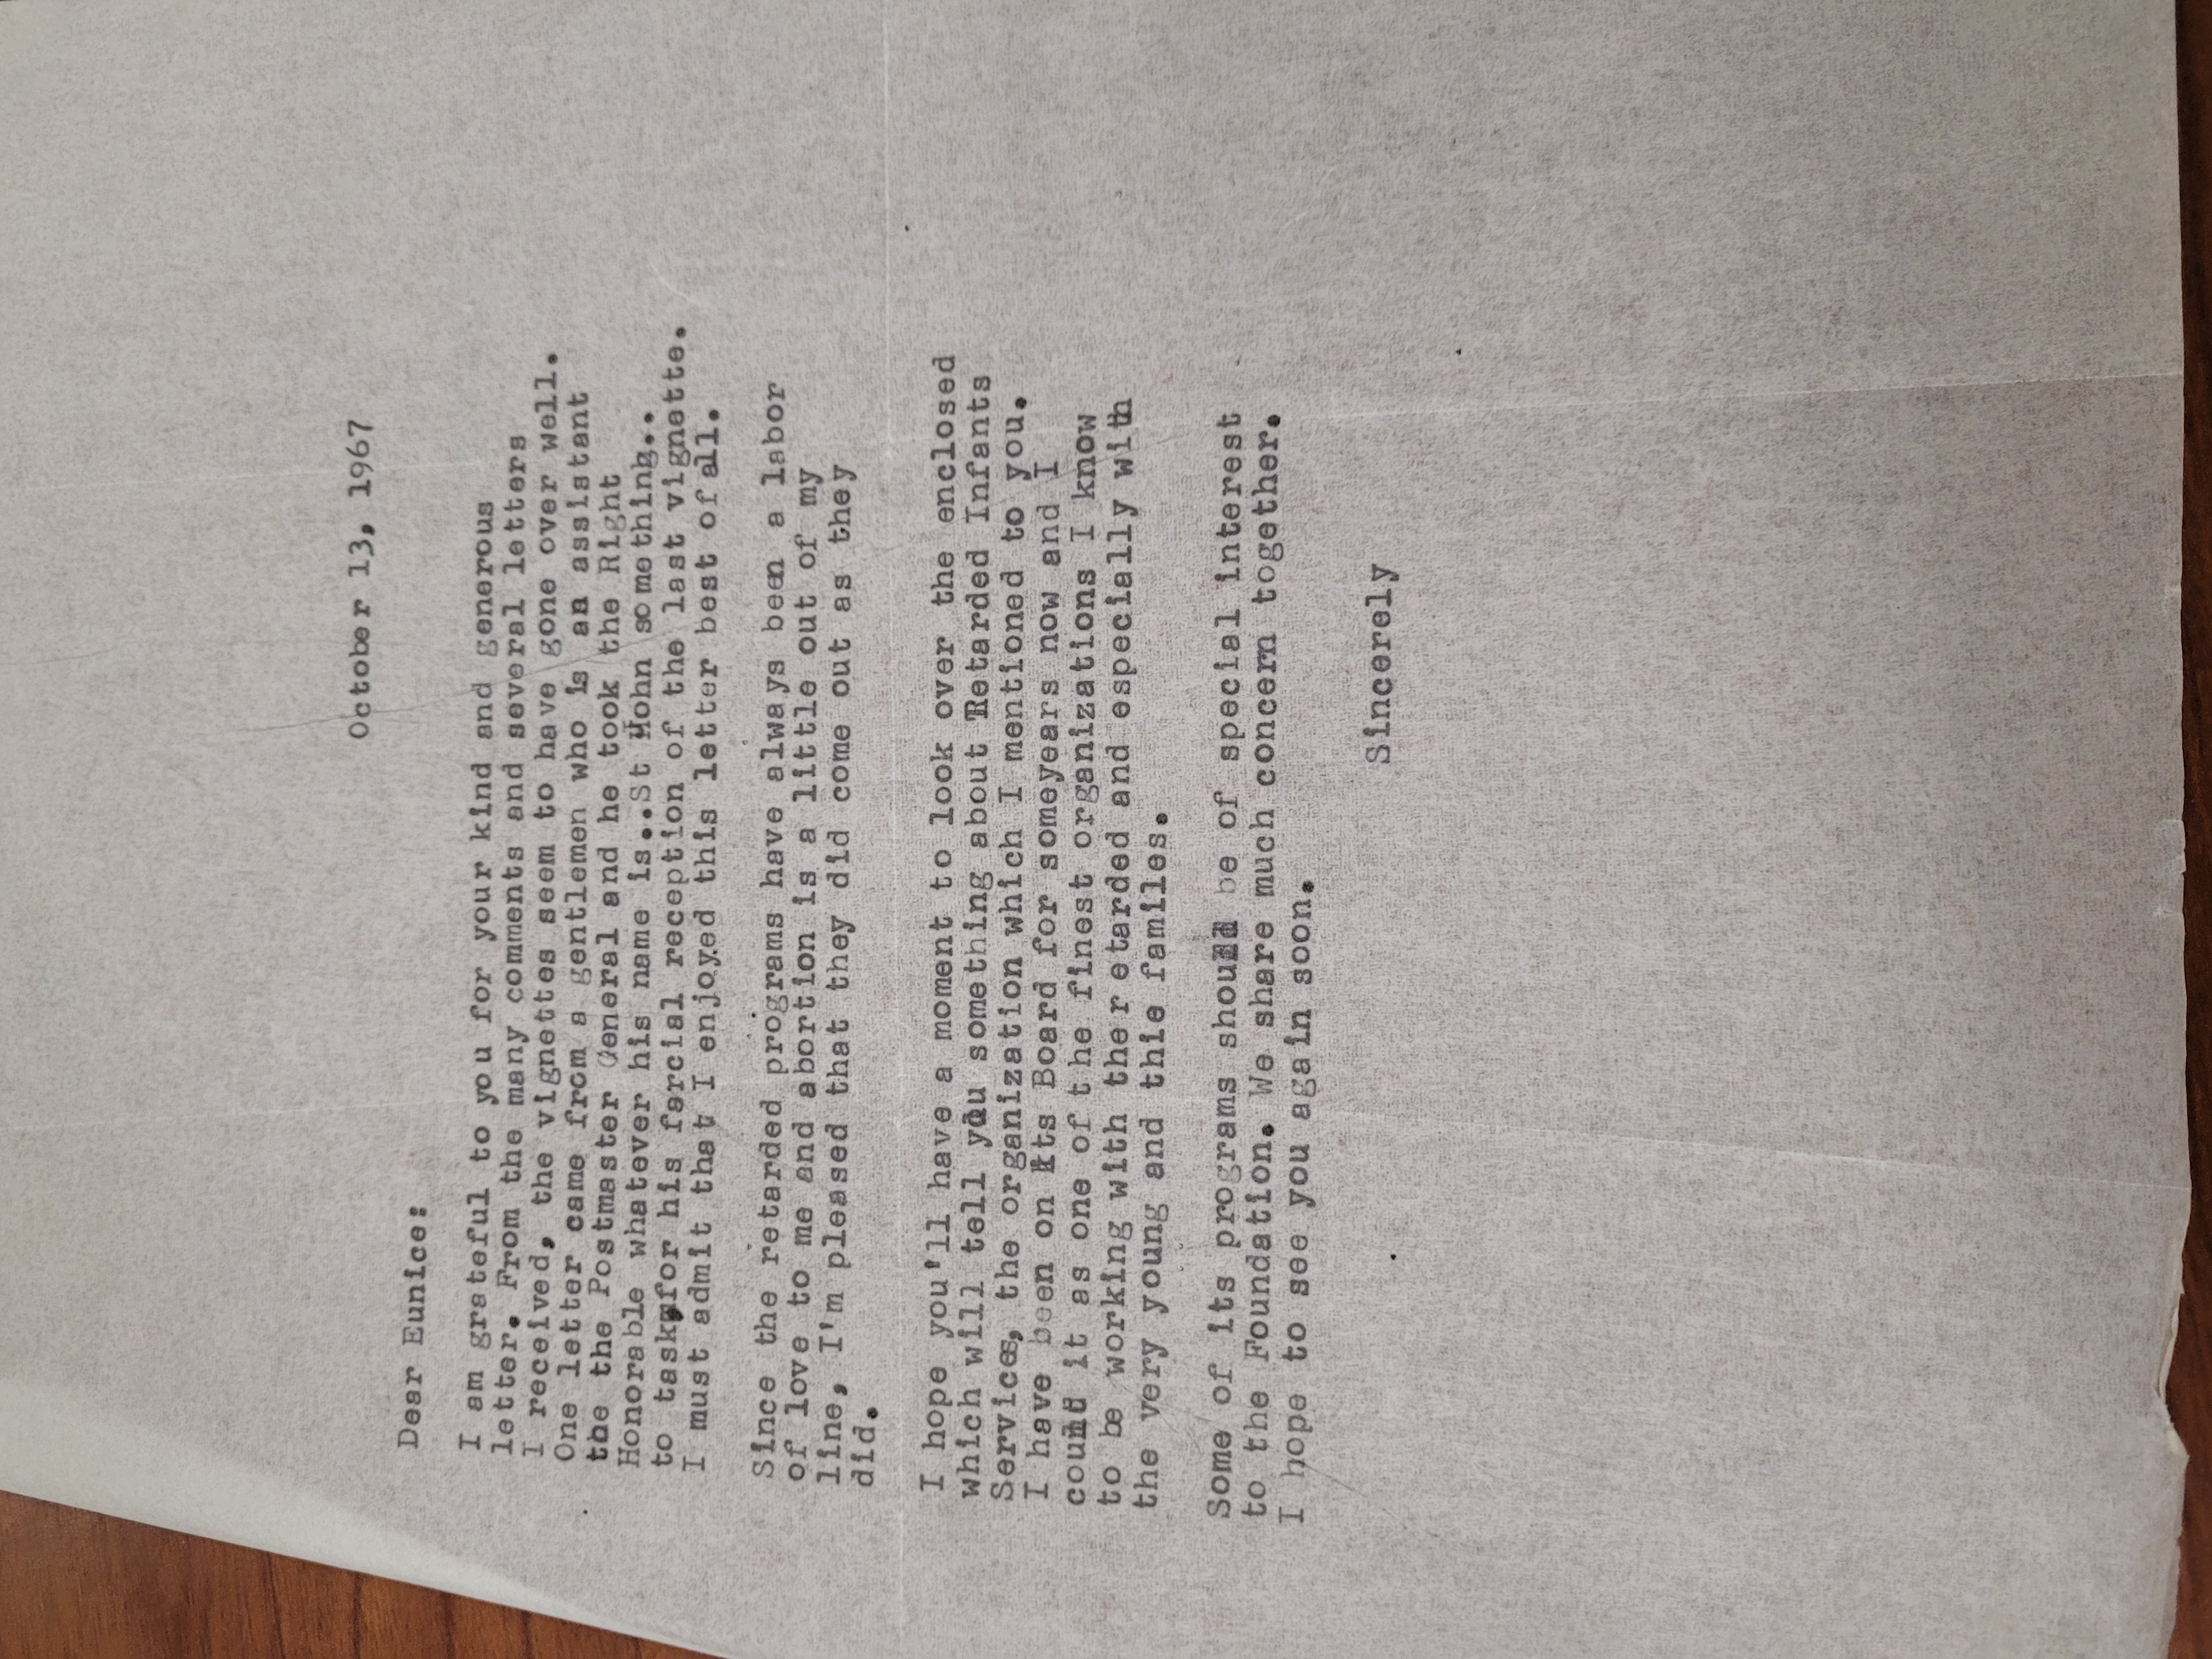 October 13, 1967
Dear Eunice:
I am grateful to you for your kind and generous
letter. From the many comments and several letters
I received, the vignettes seem to have gone over well.
One letter came from a gentlemen who is an assistant
tbe the Postmaster General and he took the Right
Honorable whatever his name is...St Hohn something..
to task for his farcial reception of the last vignette.
I must admit that I enjoyed this letter best of all.
Since the retarded programs have always been a labor
of love to me and abortion is a little out of my
line, I'm pleased that they did come out as they
did.
I hope you'll have a moment to look over the enclosed
which will tell you something about Retarded Infants
Services, the organization which I mentioned to you.
I have been on its Board for someyears now and I
count it as one of the finest organizations I know
to be working with ther etarded and especially with
the very young and thie familes.
Some of its programs should be of special interest
to the Foundation. We share much concern together.
I hope to see you again soon.
Sincerely